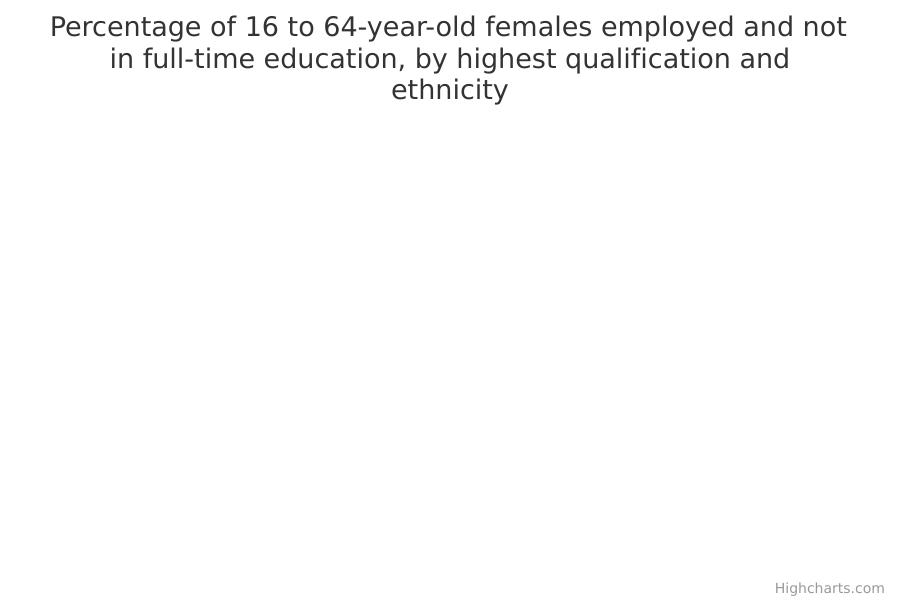 Percentage of 16 to 64-year-old females employed and not
in full-time education, by highest qualification and
ethnicity
Highcharts.com